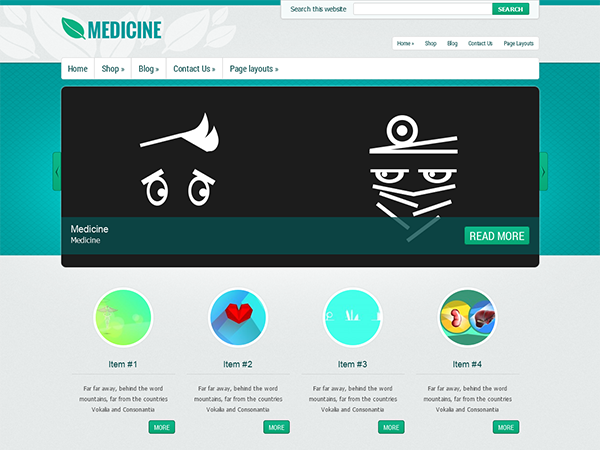 Search this website SEARCH
MEDICINE
Home » Shop Blog Contact Us Page Layouts
Home Shop » Blog » Contact Us » Page layouts »
Medicine
Medicine
READ MORE
Item #1 Item #2 Item #3 Item #4
Far far away, behind the word Far far away, behind the word Far far away, behind the word Far far away, behind the word
mountains, far from the countries mountains, far from the countries mountains, far from the countries mountains, far from the countries
Vokalia and Consonantia Vokalia and Consonantia Vokalia and Consonantia Vokalia and Consonantia
MORE MORE MORE MORE